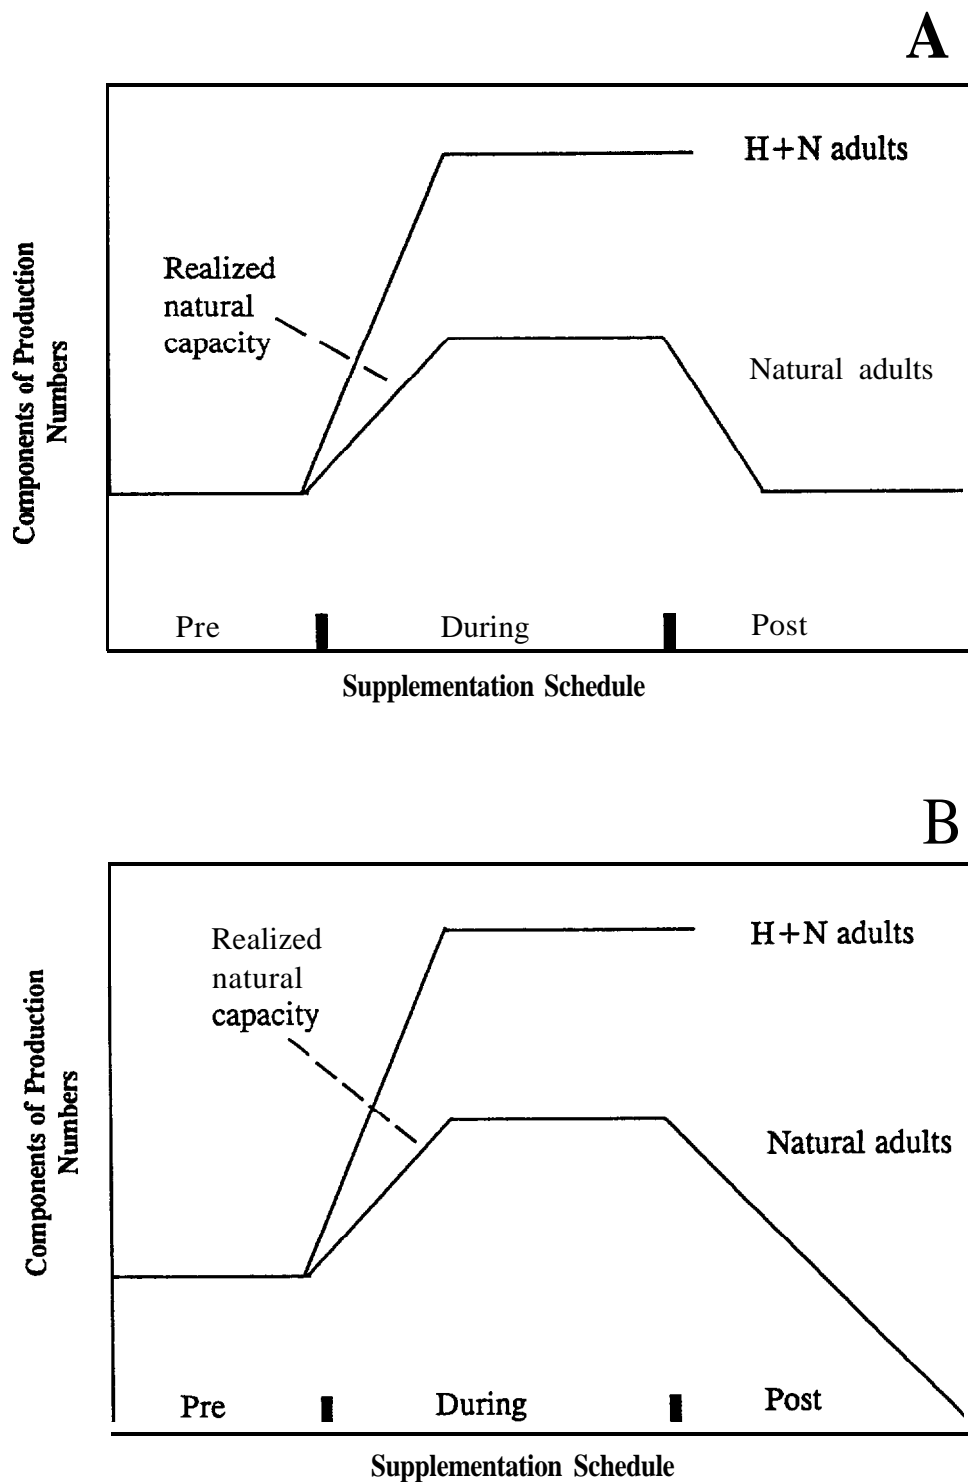 A
H+N adults
Realized
natural
capacity
Natural adults
Components of Production
Numbers
Pre
During
Post
Supplementation Schedule
B
H+N adults
Realized
natural
capacity
Natural adults
Components of Production
Numbers
Pre
During
Post
Supplementation Schedule